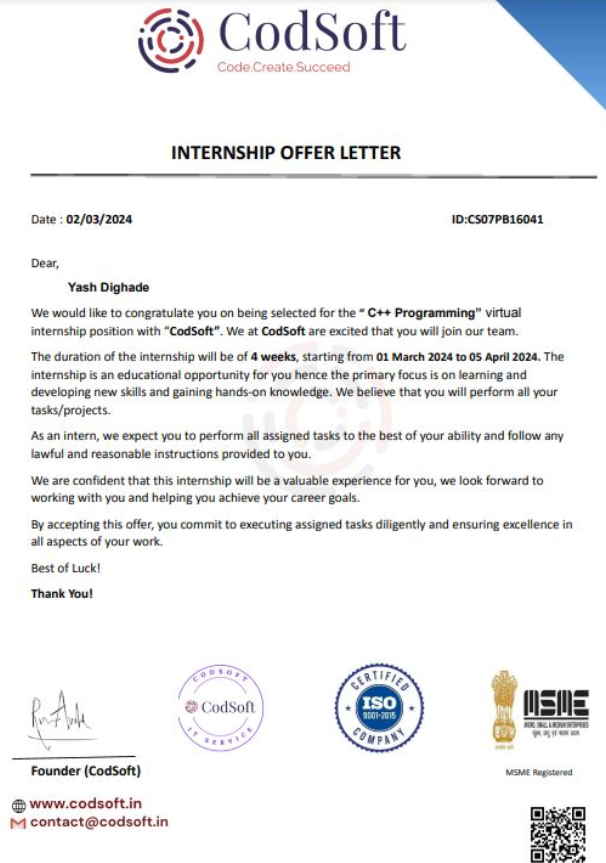 CodSoft
Code.Create.Succeed
INTERNSHIP OFFER LETTER
Date : 02/03/2024 ID:CS07PB16041
Dear,
Yash Dighade
We would like to congratulate you on being selected for the “ C++ Programming” virtual
internship position with “CodSoft”. We at CodSoft are excited that you will join our team.
The duration of the internship will be of 4 weeks, starting from 01 March 2024 to 05 April 2024. The
internship is an educational opportunity for you hence the primary focus is on learning and
developing new skills and gaining hands-on knowledge. We believe that you will perform all your
tasks/projects.
As an intern, we expect you to perform all assigned tasks to the best of your ability and follow any
lawful and reasonable instructions provided to you.
We are confident that this internship will be a valuable experience for you, we look forward to
working with you and helping you achieve your career goals.
By accepting this offer, you commit to executing assigned tasks diligently and ensuring excellence in
all aspects of your work.
Best of Luck!
Thank You!
CODSOFT
CodSoft
IT SERVICE
CERTIFIED
ISO
9001-2015
COMPANY
MSME
MICRO, SMALL & MEDIUM ENTERPRISES
सूक्ष्म, लघु एवं मध्यम उद्यम
Founder (CodSoft)
MSME Registered
www.codsoft.in
contact@codsoft.in